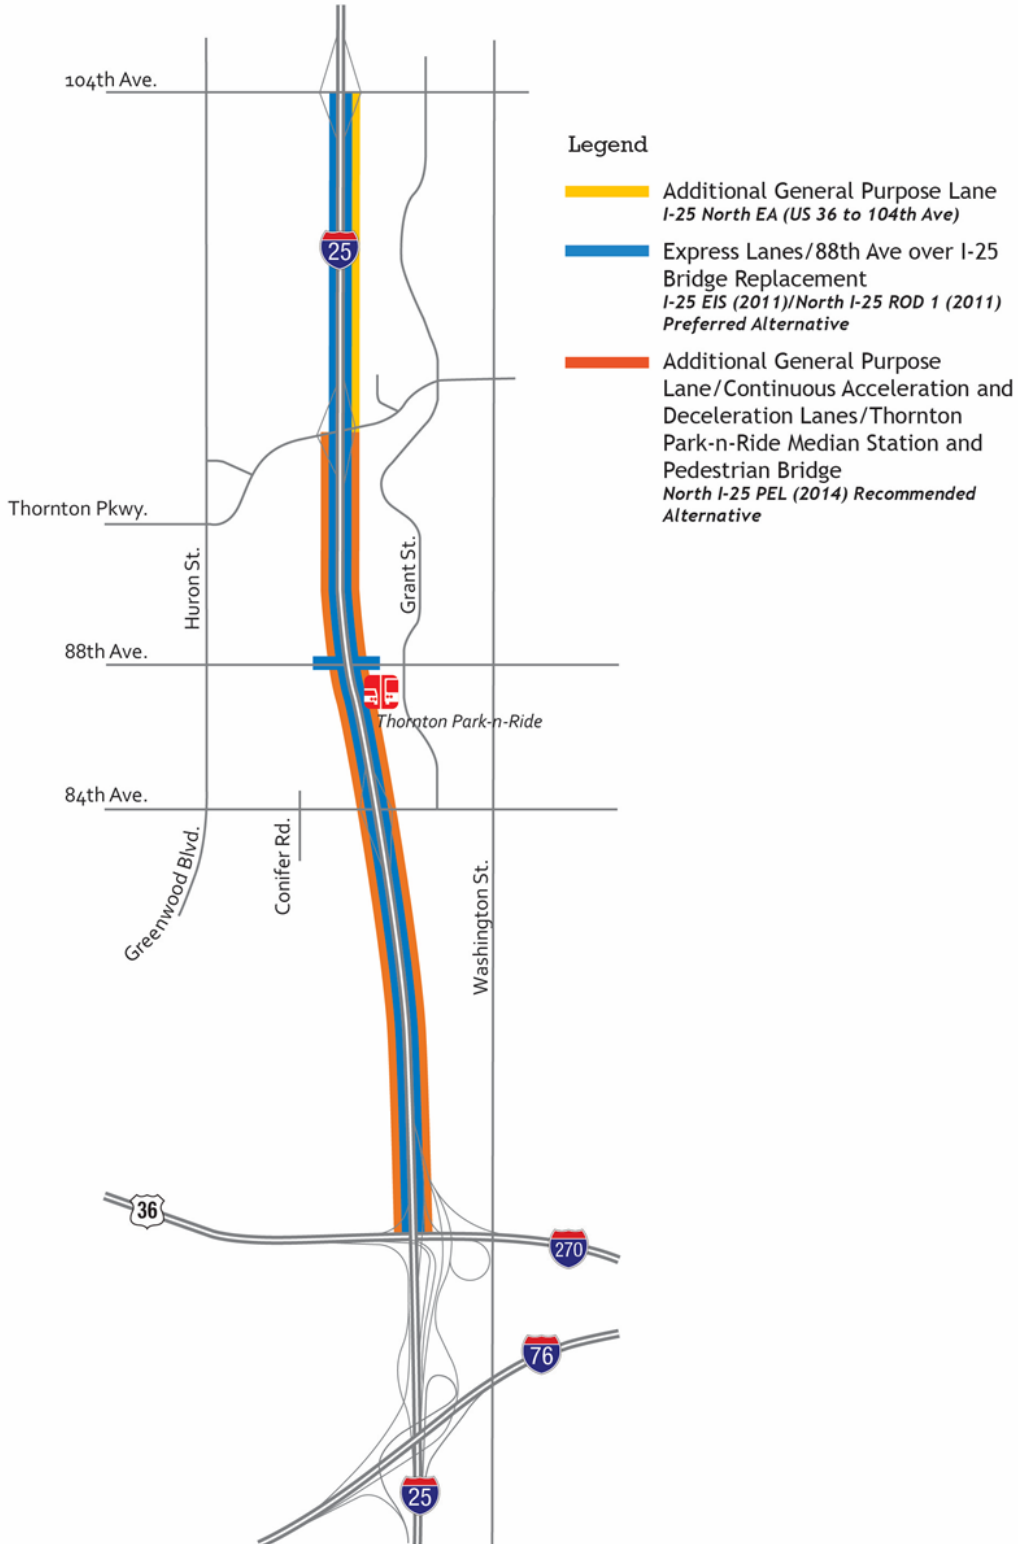 104th Ave.
Legend
Additional General Purpose Lane
I-25 North EA (US 36 to 104th Ave)
25
Express Lanes/88th Ave over I-25
Bridge Replacement
I-25 EIS (2011)/North I-25 ROD 1 (2011)
Preferred Alternative
Additional General Purpose
Lane/Continuous Acceleration and
Deceleration Lanes/Thornton
Park-n-Ride Median Station and
Pedestrian Bridge
North I-25 PEL (2014) Recommended
Alternative
Thornton Pkwy.
Huron St.
Grant St.
88th Ave.
Thornton Park-n-Ride
84th Ave.
Greenwood Blvd.
Conifer Rd.
Washington St.
36
270
76
25